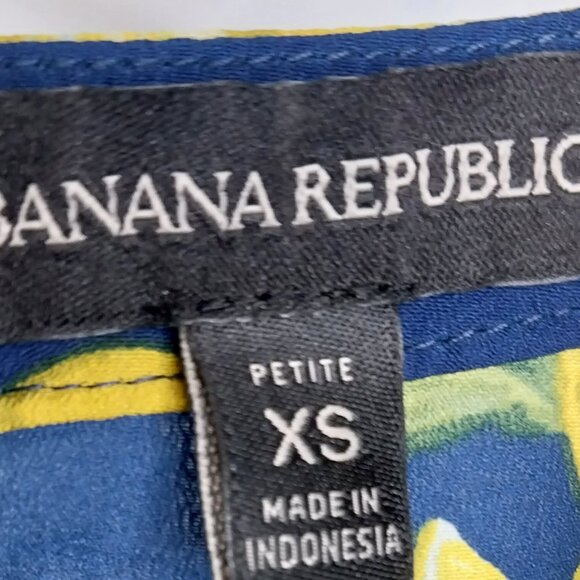 BANANA REPUBLIC
PETITE
XS
MADE IN
INDONESIA